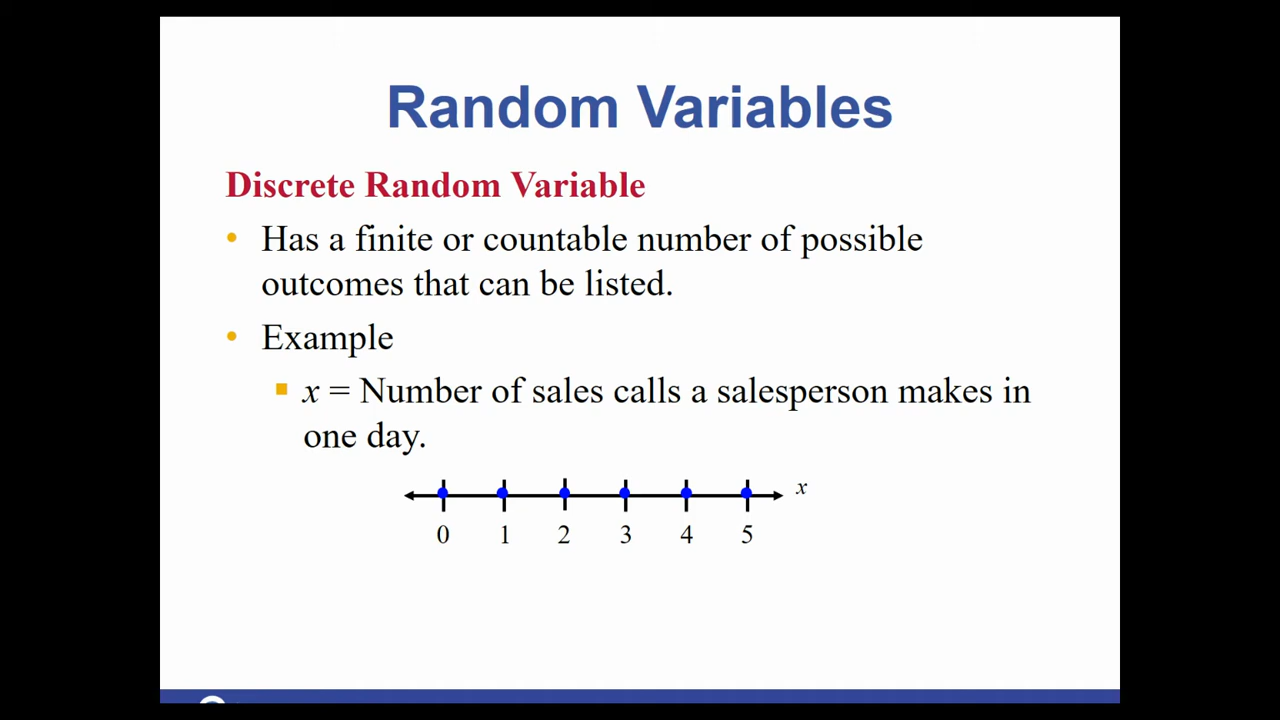 Random Variables
Discrete Random Variable
• Has a finite or countable number of possible
outcomes that can be listed.
• Example
▪ x = Number of sales calls a salesperson makes in
one day.
x
0 1 2 3 4 5